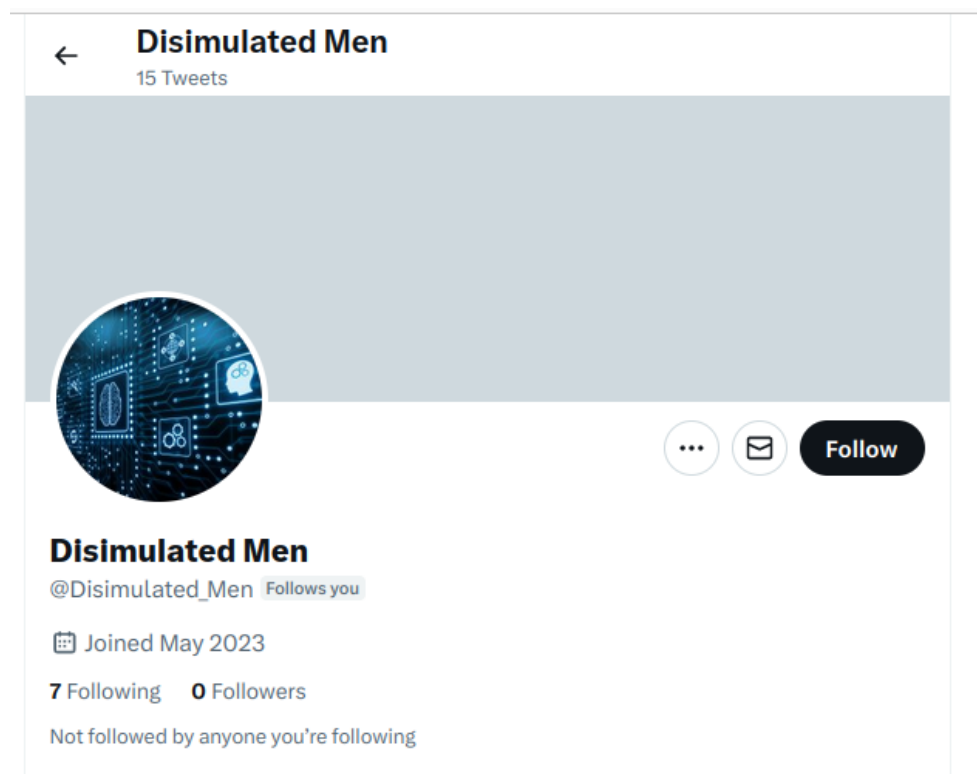 Disimulated Men
15 Tweets
Follow
Disimulated Men
@Disimulated_Men Follows you
Joined May 2023
7 Following 0 Followers
Not followed by anyone you’re following